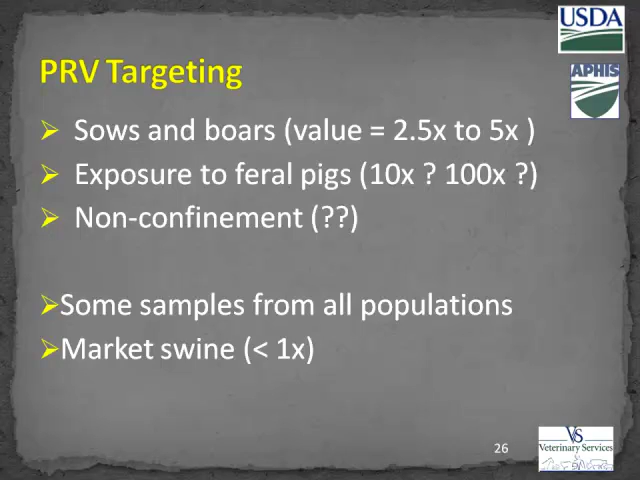 USDA
APHIS
PRV Targeting
Sows and boars (value = 2.5x to 5x )
Exposure to feral pigs (10x ? 100x ?)
Non-confinement (??)
Some samples from all populations
Market swine (< 1x)
26
VS
Veterinary Services